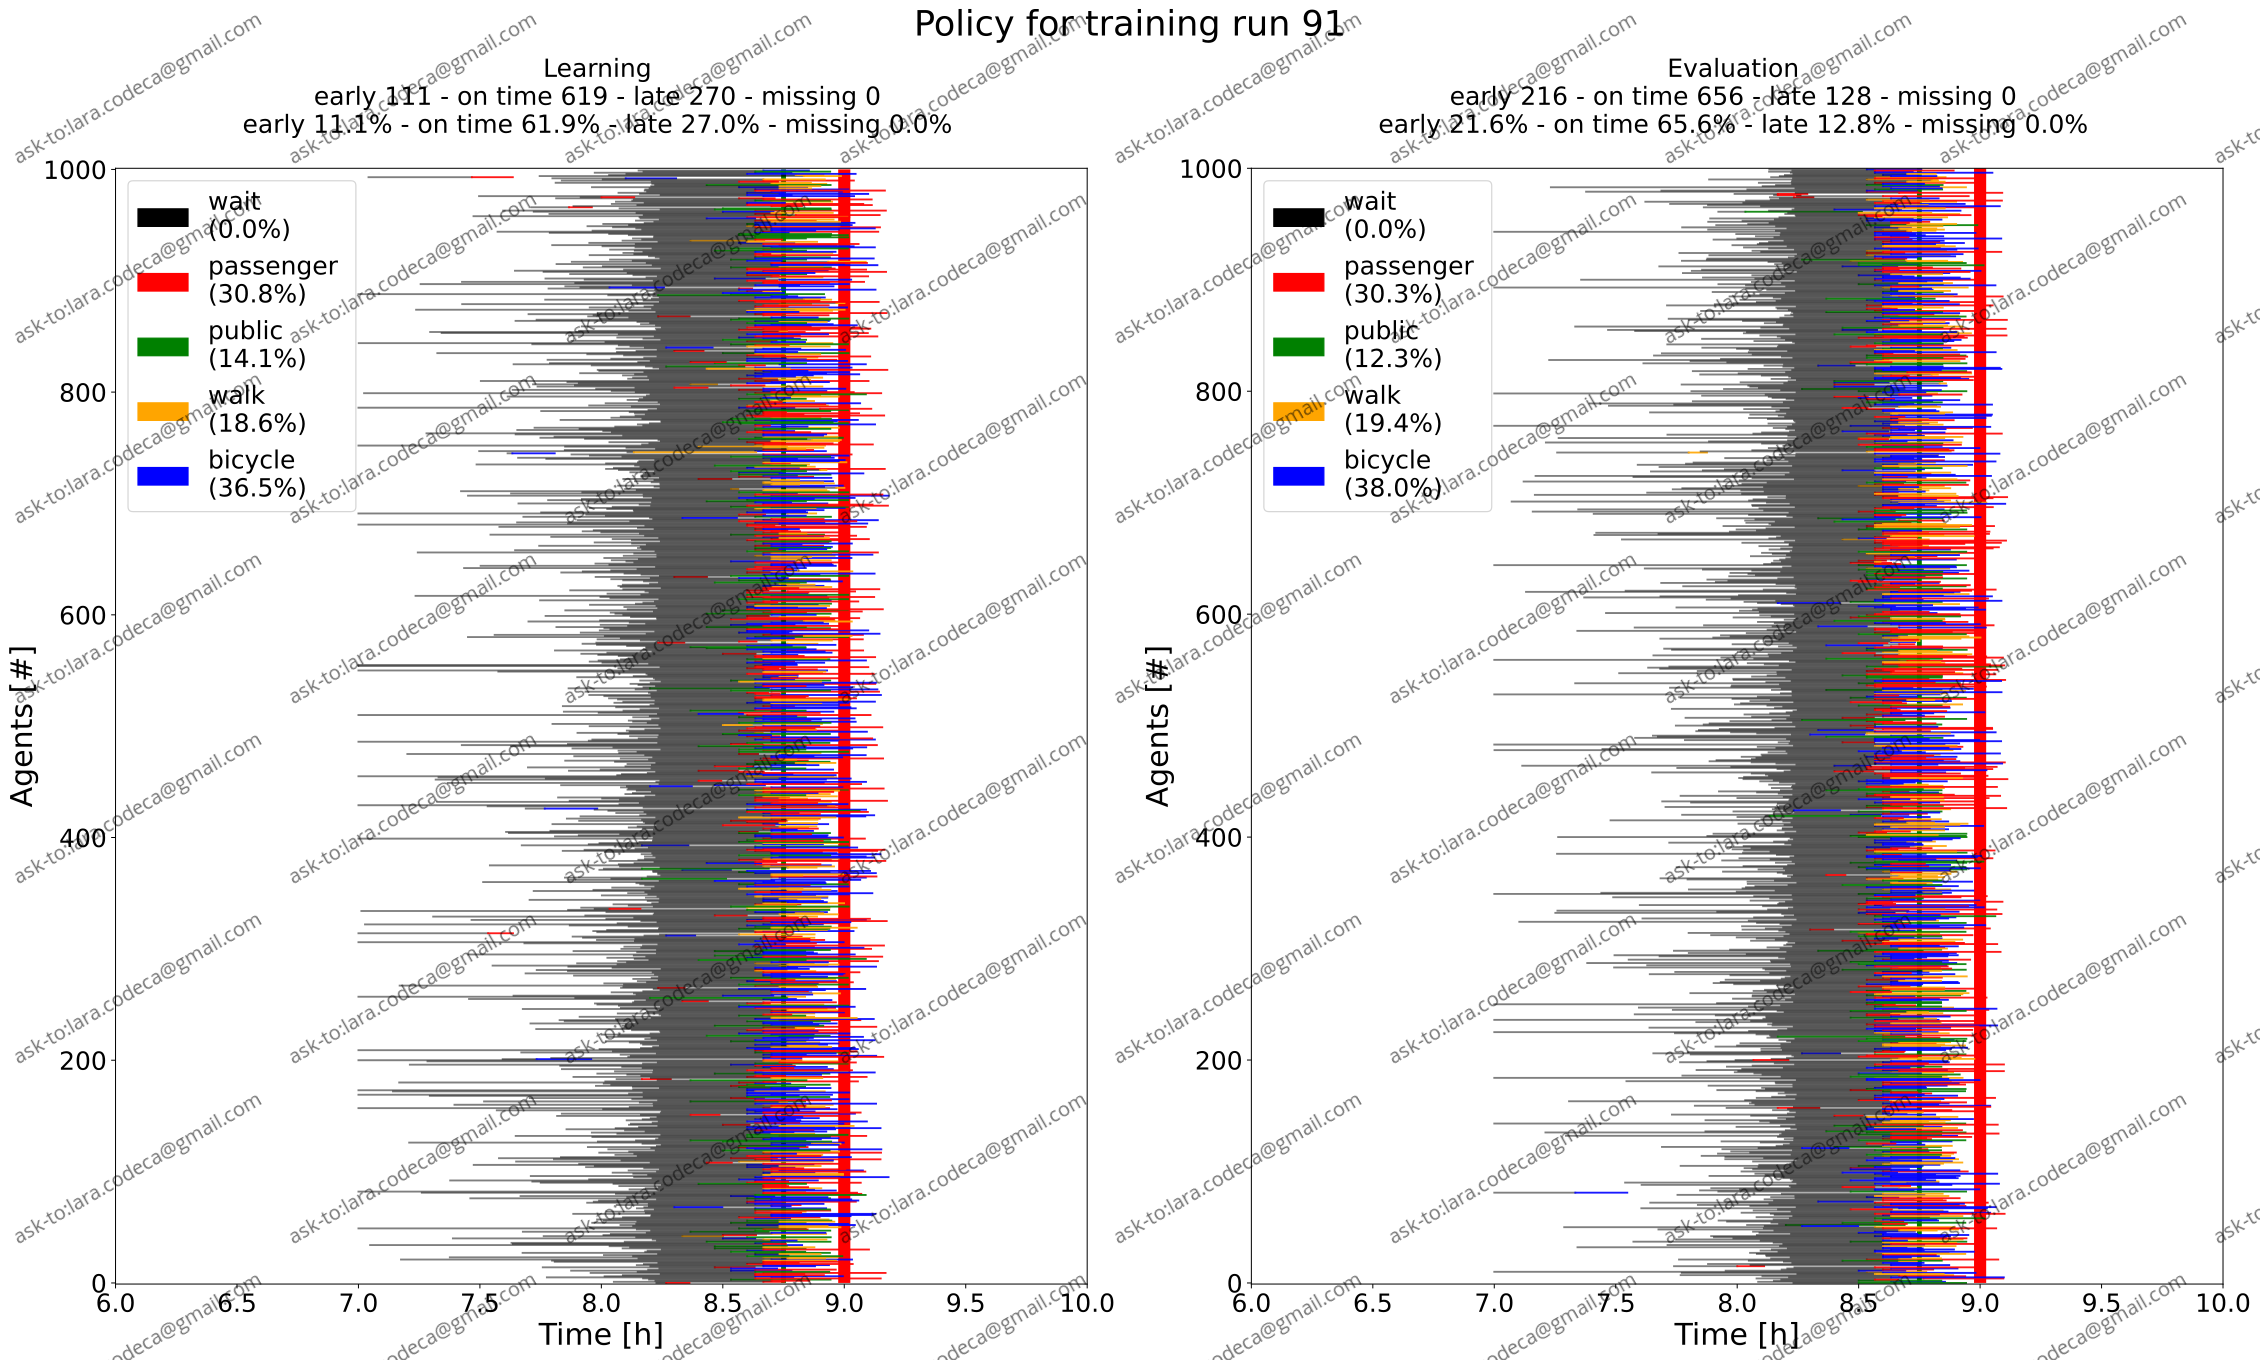 Policy for training run 91
Learning
early 111 - on time 619 - late 270 - missing 0
early 11.1% - on time 61.9% - late 27.0% - missing 0.0%
1000
800
600
400
200
0
Agents [#]
wait
(0.0%)
passenger
(30.8%)
public
(14.1%)
walk
(18.6%)
bicycle
(36.5%)
6.0 6.5 7.0 7.5 8.0 8.5 9.0 9.5 10.0
Time [h]
Evaluation
early 216 - on time 656 - late 128 - missing 0
early 21.6% - on time 65.6% - late 12.8% - missing 0.0%
1000
800
600
400
200
0
Agents [#]
wait
(0.0%)
passenger
(30.3%)
public
(12.3%)
walk
(19.4%)
bicycle
(38.0%)
6.0 6.5 7.0 7.5 8.0 8.5 9.0 9.5 10.0
Time [h]
ask-to:lara.codeca@gmail.com